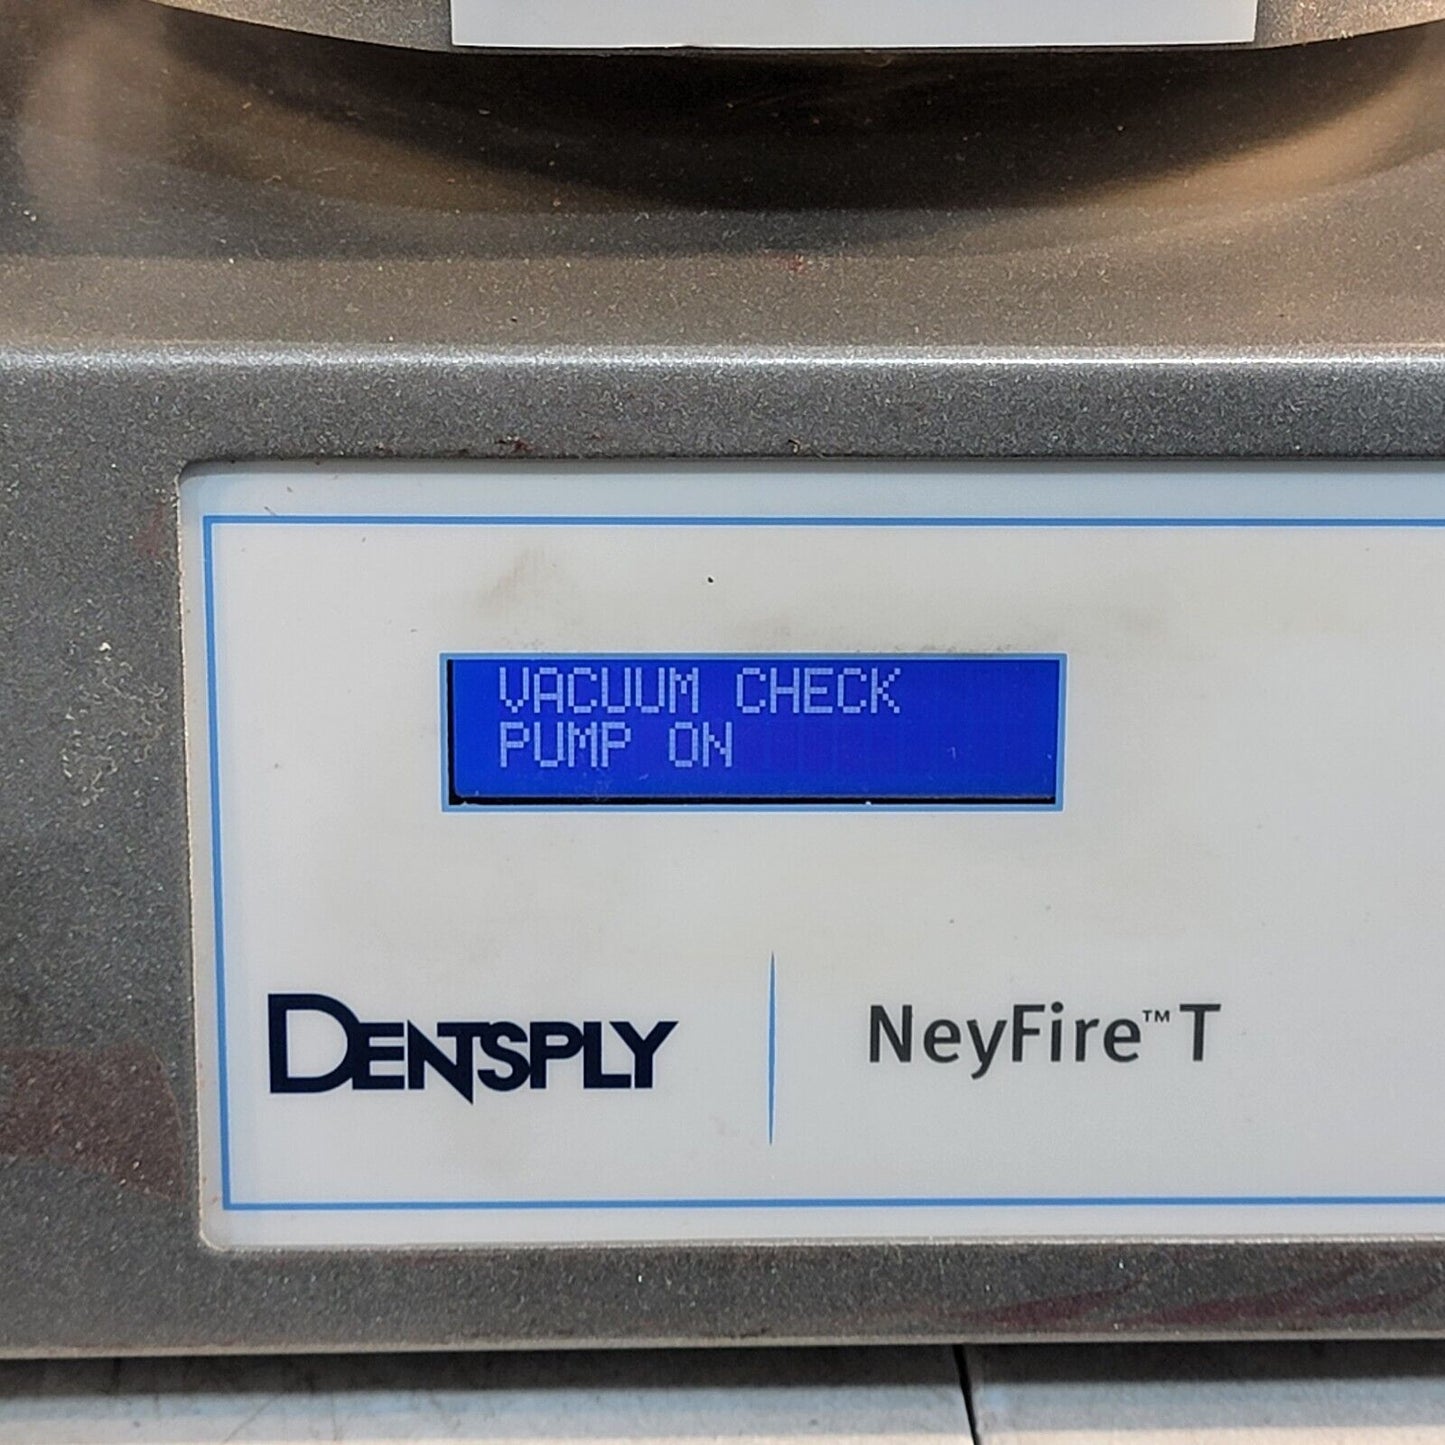 VACUUM CHECK
PUMP ON
DENTSPLY
NeyFire™ T